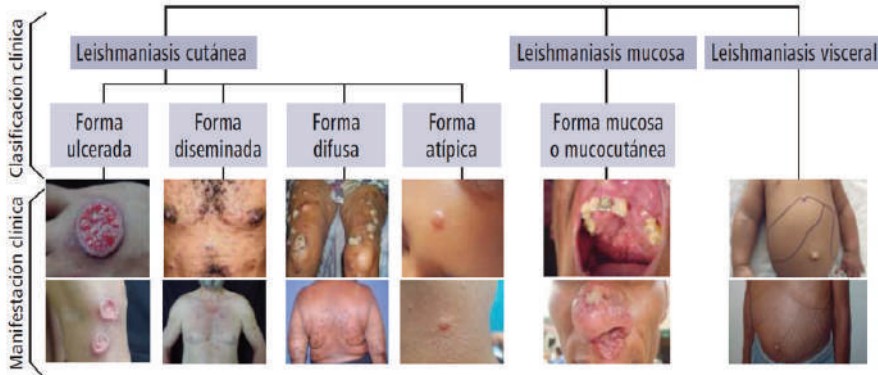 Clasificación clínica
Leishmaniasis cutánea
Leishmaniasis mucosa
Leishmaniasis visceral
Forma
ulcerada
Forma
diseminada
Forma
difusa
Forma
atípica
Forma mucosa
o mucocutánea
Manifestación clínica